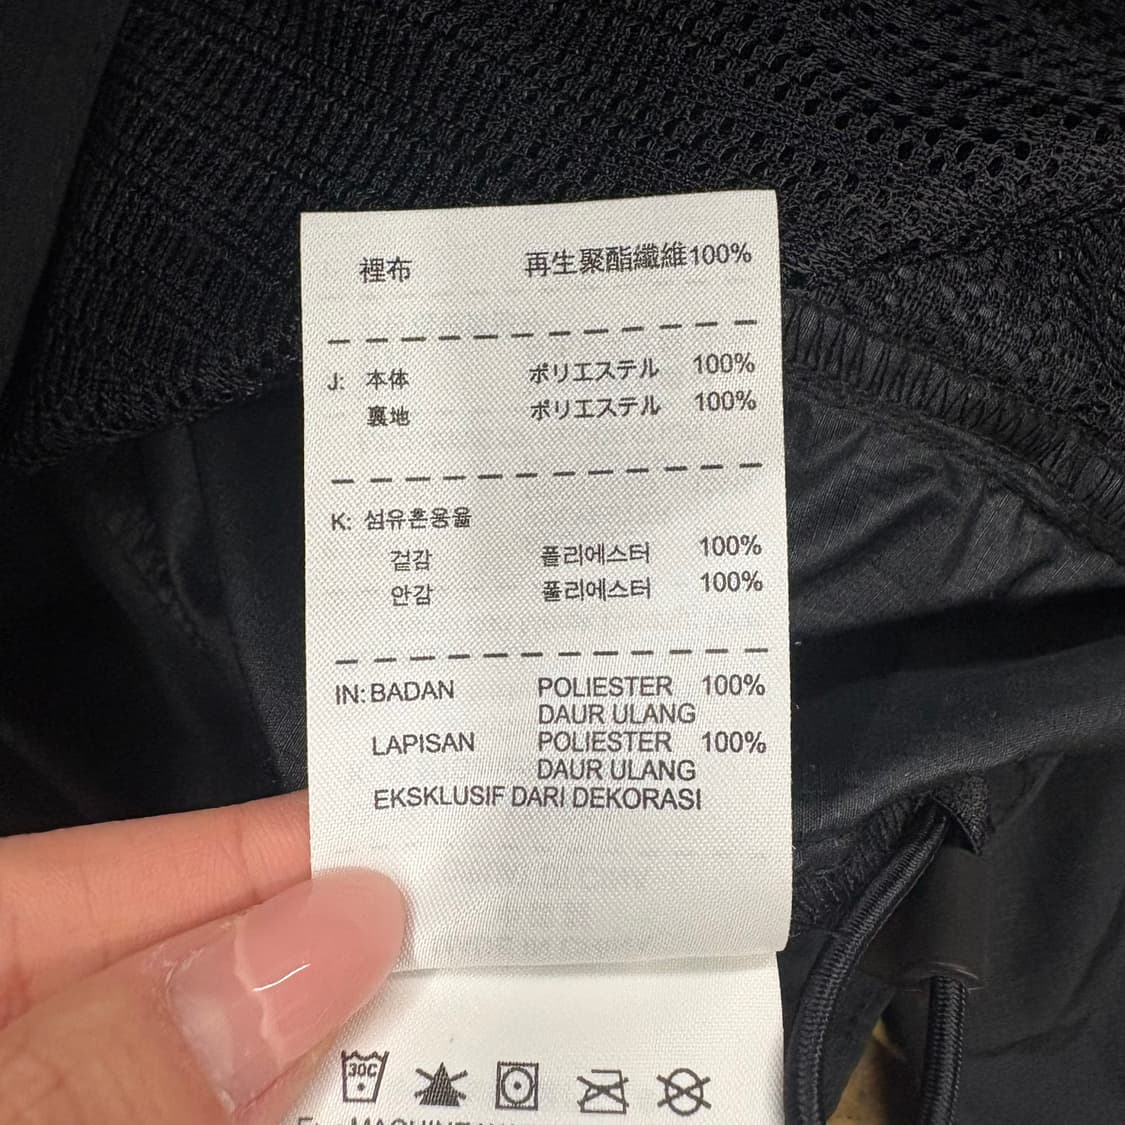 裡布 再生聚酯纖維100%
J: 本体 ポリエステル 100%
裏地 ポリエステル 100%
K: 섬유혼용율
겉감 폴리에스터 100%
안감 폴리에스터 100%
IN: BADAN POLIESTER 100%
DAUR ULANG
LAPISAN POLIESTER 100%
DAUR ULANG
EKSKLUSIF DARI DEKORASI
30C